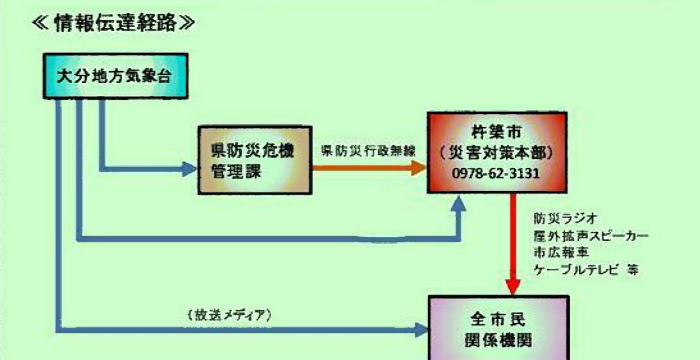 ≪情報伝達経路≫
大分地方気象台
県防災危機
管理課
県防災行政無線
杵築市
(災害対策本部)
0978-62-3131
防災ラジオ
屋外拡声スピーカー
市広報車
ケーブルテレビ 等
(放送メディア)
全市民
関係機関